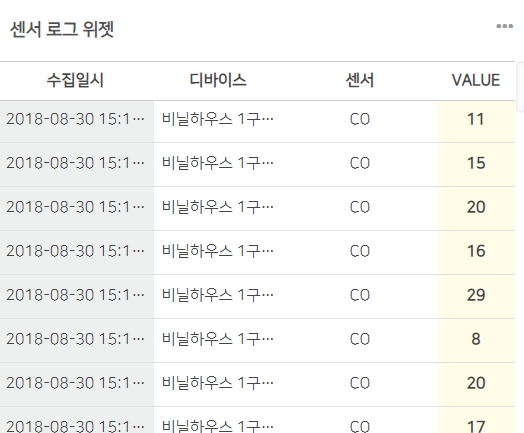 센서 로그 위젯
수집일시 디바이스 센서 VALUE
2018-08-30 15:1… 비닐하우스 1구… CO 11
2018-08-30 15:1… 비닐하우스 1구… CO 15
2018-08-30 15:1… 비닐하우스 1구… CO 20
2018-08-30 15:1… 비닐하우스 1구… CO 16
2018-08-30 15:1… 비닐하우스 1구… CO 29
2018-08-30 15:1… 비닐하우스 1구… CO 8
2018-08-30 15:1… 비닐하우스 1구… CO 20
2018-08-30 15:1… 비닐하우스 1구… CO 17